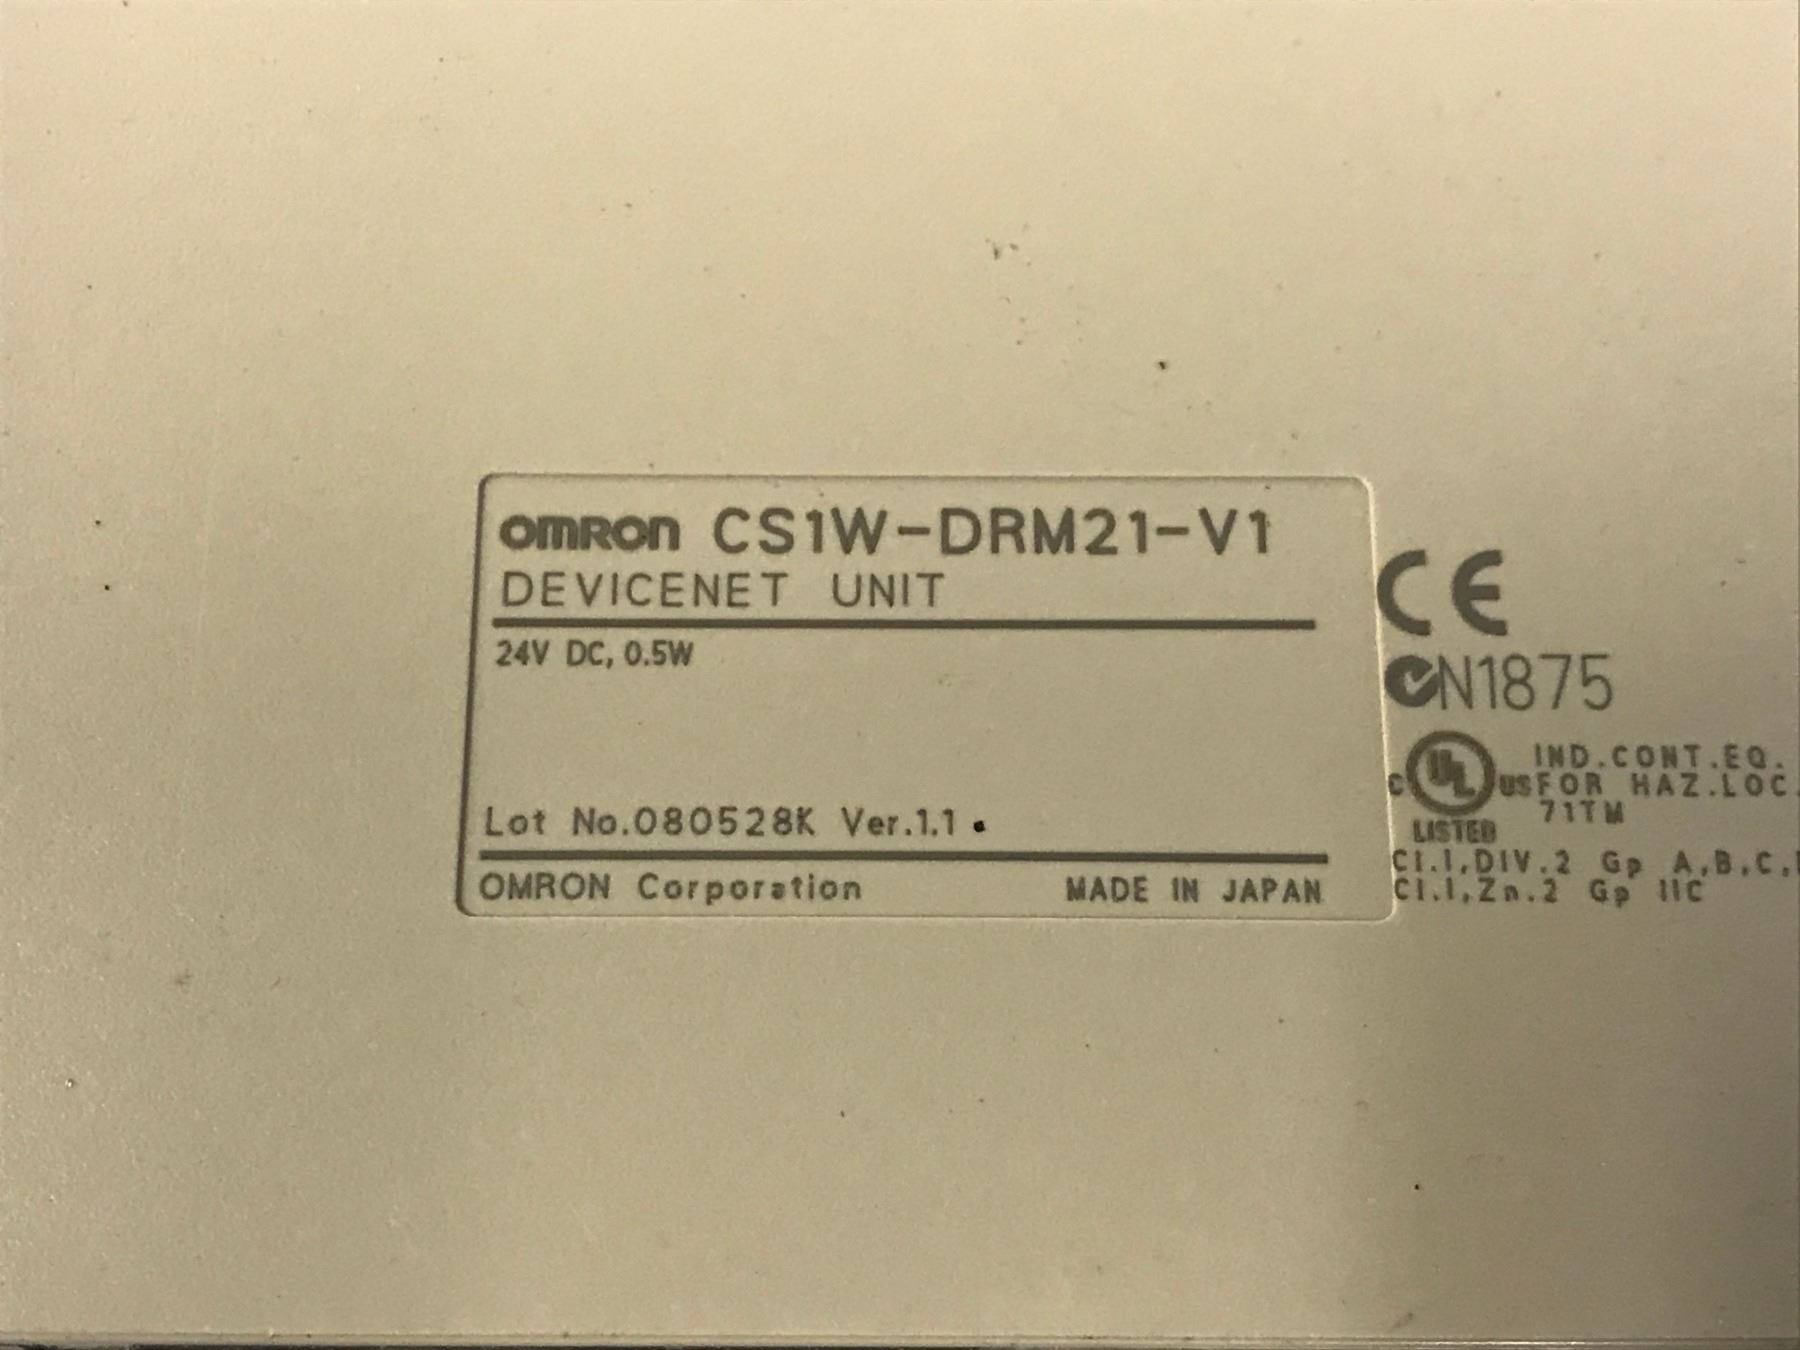 OMRON CS1W-DRM21-V1
DEVICENET UNIT
24V DC, 0.5W
Lot No.080528K Ver.1.1
OMRON Corporation MADE IN JAPAN
CE
N1875
C UL US
LISTED
IND.CONT.EQ.
FOR HAZ.LOC.
71TM
Cl.I,DIV.2 Gp A,B,C,
Cl.I,Zn.2 Gp IIC